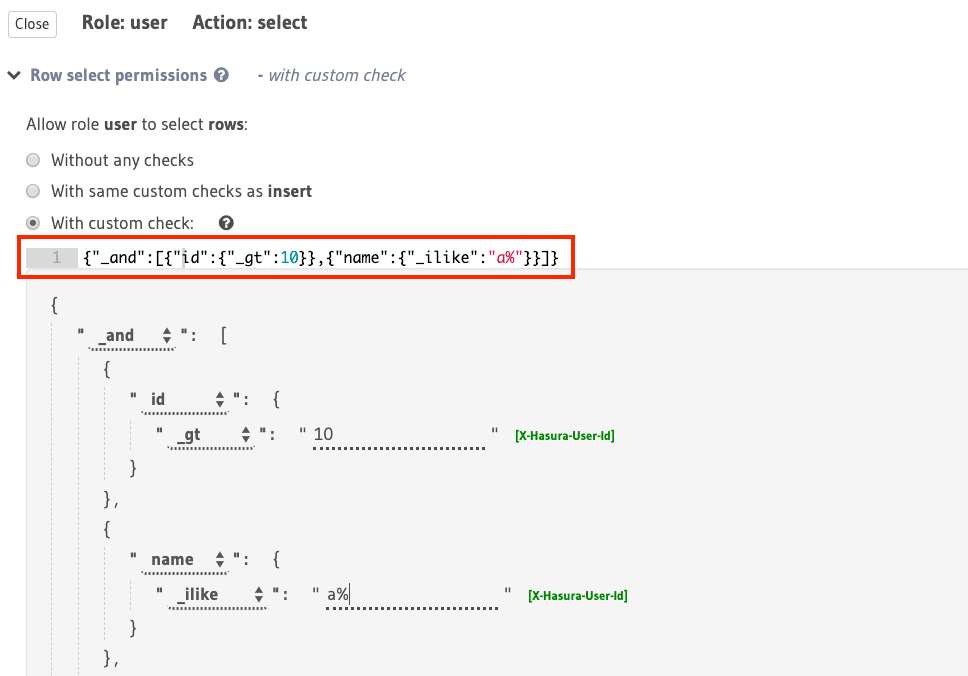 Close Role: user Action: select
Row select permissions ? - with custom check
Allow role user to select rows:
Without any checks
With same custom checks as insert
With custom check: ?
1 {"_and":[{"id":{"_gt":10}},{"name":{"_ilike":"a%"}}]}
{
" _and ": [
{
" id ": {
" _gt ": " 10 " [X-Hasura-User-Id]
}
},
{
" name ": {
" _ilike ": " a% " [X-Hasura-User-Id]
}
},